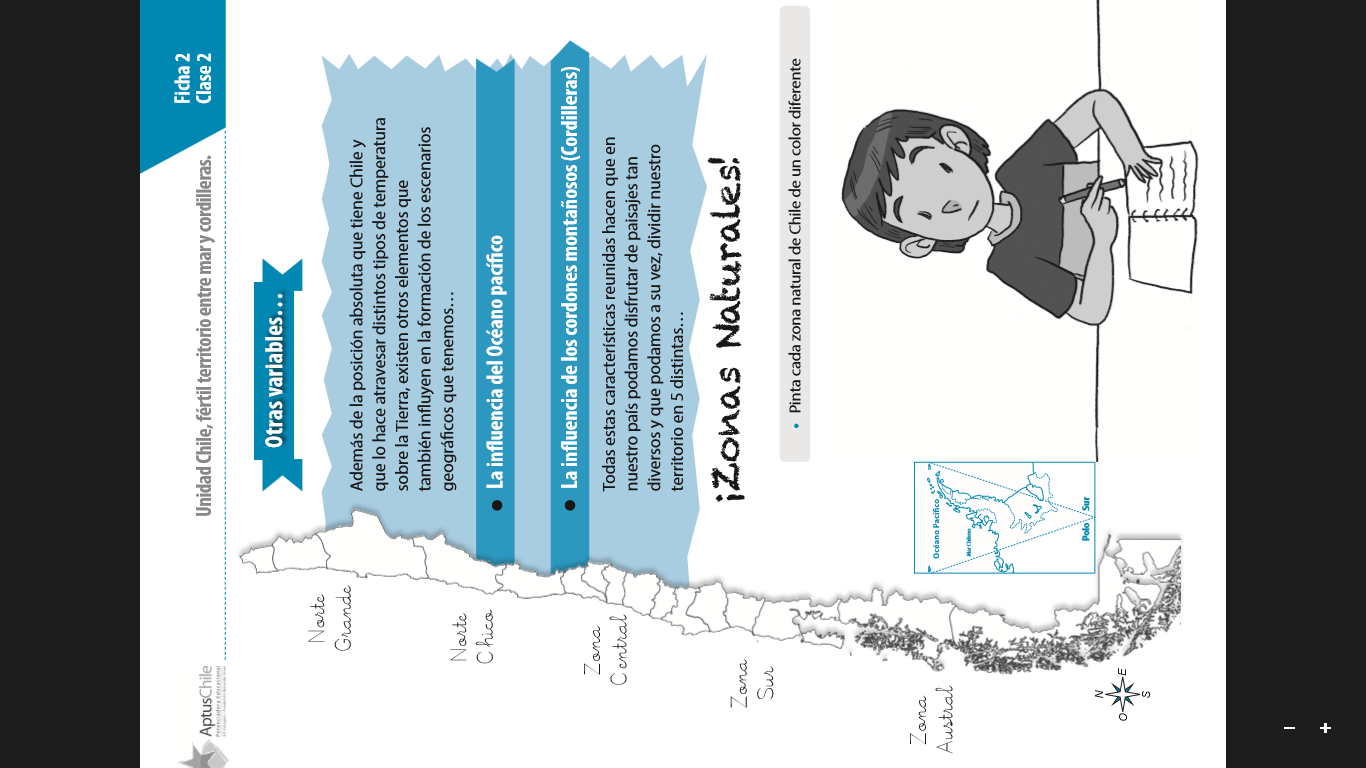 AptusChile
Unidad Chile, fértil territorio entre mar y cordilleras.
Ficha 2
Clase 2
Otras variables…
Además de la posición absoluta que tiene Chile y
que lo hace atravesar distintos tipos de temperatura
sobre la Tierra, existen otros elementos que
también influyen en la formación de los escenarios
geográficos que tenemos…
● La influencia del Océano pacífico
● La influencia de los cordones montañosos (Cordilleras)
Todas estas características reunidas hacen que en
nuestro país podamos disfrutar de paisajes tan
diversos y que podamos a su vez, dividir nuestro
territorio en 5 distintas…
¡Zonas Naturales!
• Pinta cada zona natural de Chile de un color diferente
Norte
Grande
Norte
Chico
Zona
Central
Zona
Sur
Zona
Austral
Océano Pacífico
Mar Chileno
Polo Sur
N
O
E
S